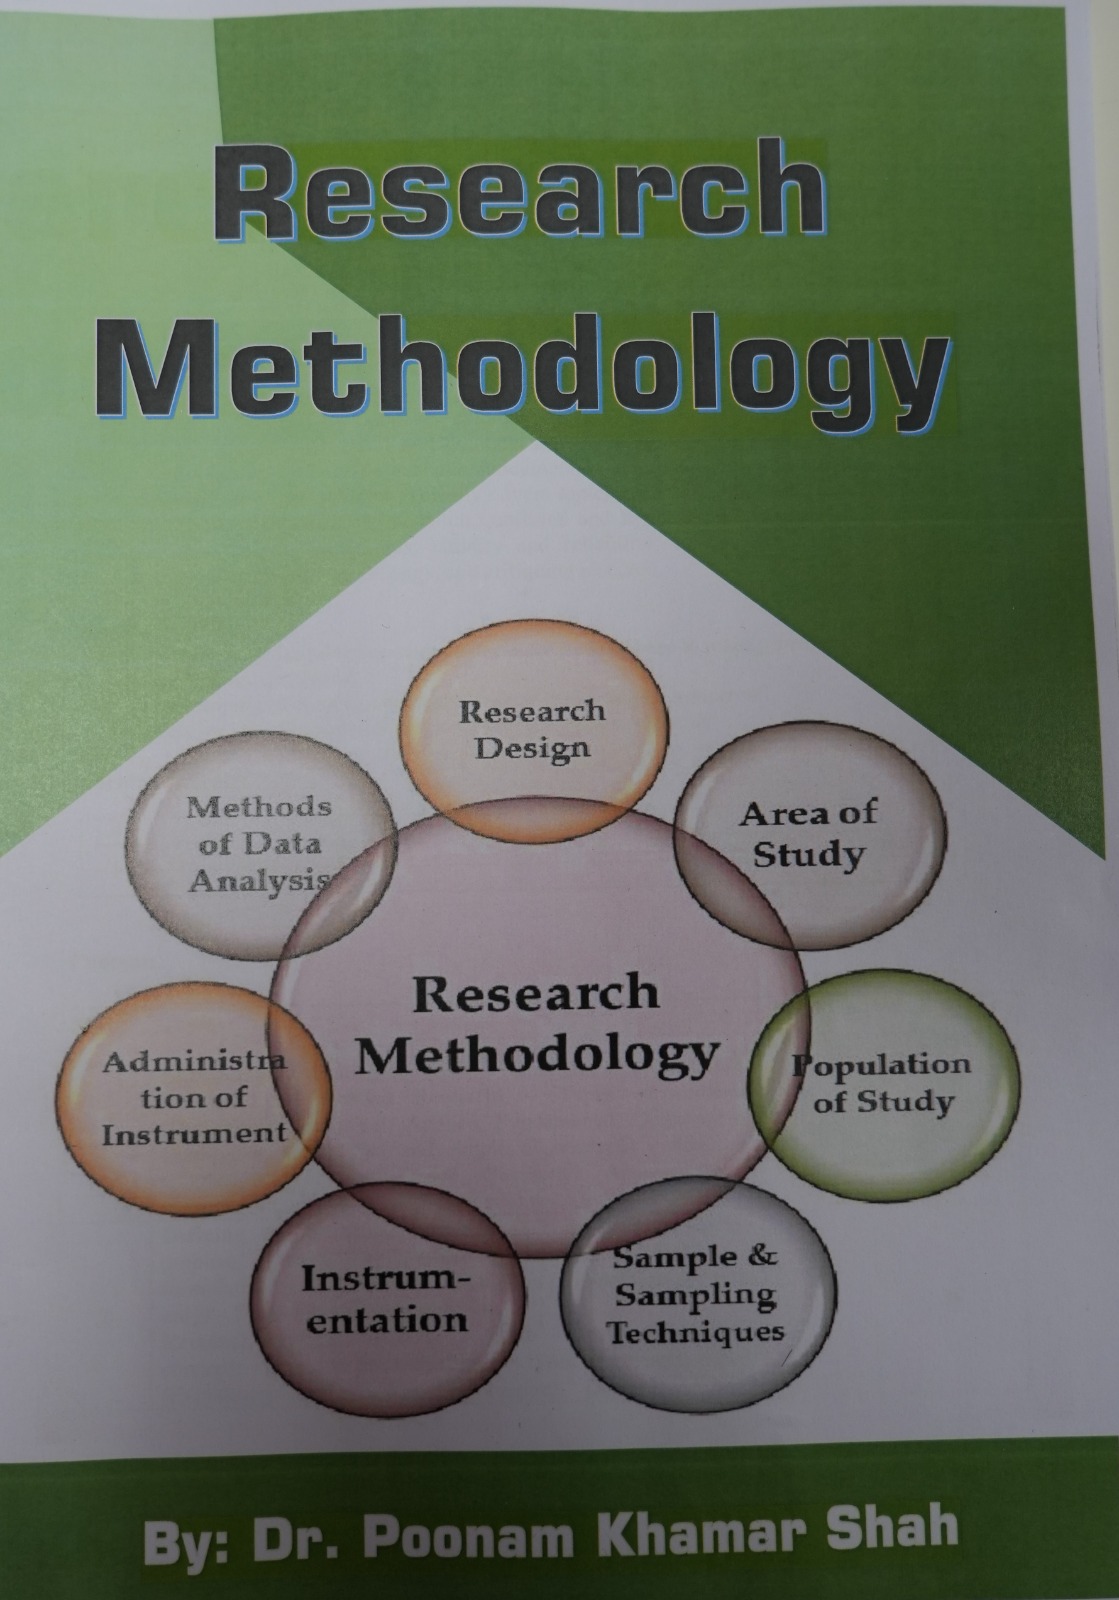 Research
Methodology
Research
Design
Methods
of Data
Analysis
Area of
Study
Research
Methodology
Administra
tion of
Instrument
Population
of Study
Instrum-
entation
Sample &
Sampling
Techniques
By: Dr. Poonam Khamar Shah